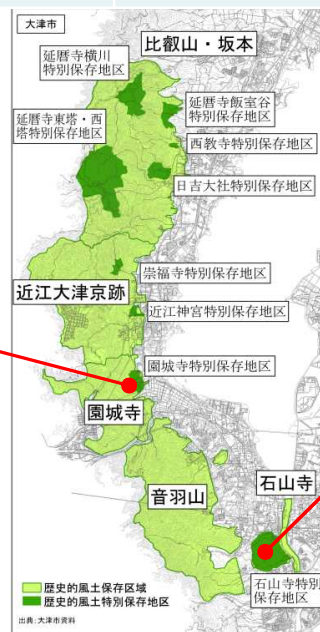 大津市
比叡山・坂本
延暦寺横川
特別保存地区
延暦寺飯室谷
特別保存地区
延暦寺東塔・西
塔特別保存地区
西教寺特別保存地区
日吉大社特別保存地区
崇福寺特別保存地区
近江大津京跡
近江神宮特別保存地区
園城寺特別保存地区
園城寺
音羽山
石山寺
石山寺特別
保存地区
歴史的風土保存区域
歴史的風土特別保存地区
出典:大津市資料